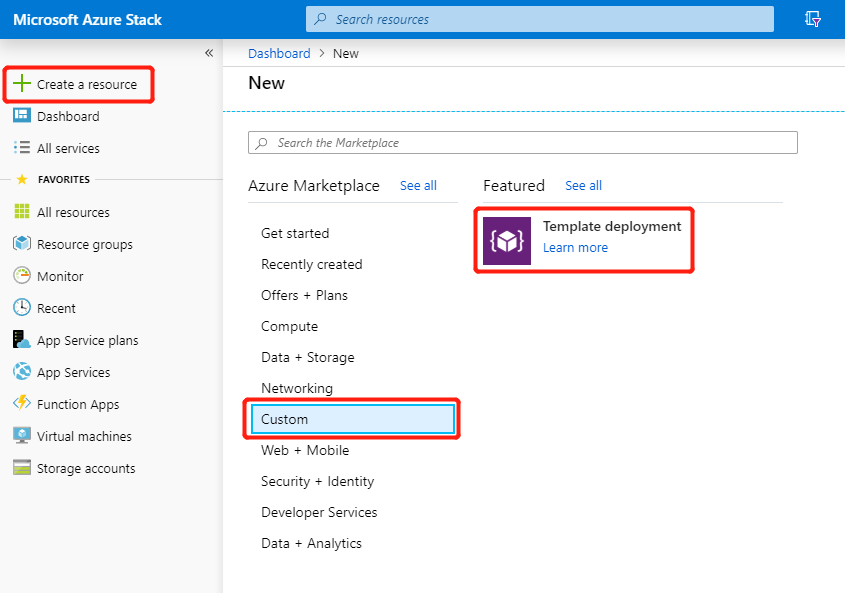 Microsoft Azure Stack
Search resources
Create a resource
Dashboard
All services
FAVORITES
All resources
Resource groups
Monitor
Recent
App Service plans
App Services
Function Apps
Virtual machines
Storage accounts
Dashboard > New
New
Search the Marketplace
Azure Marketplace See all
Get started
Recently created
Offers + Plans
Compute
Data + Storage
Networking
Custom
Web + Mobile
Security + Identity
Developer Services
Data + Analytics
Featured See all
Template deployment
Learn more